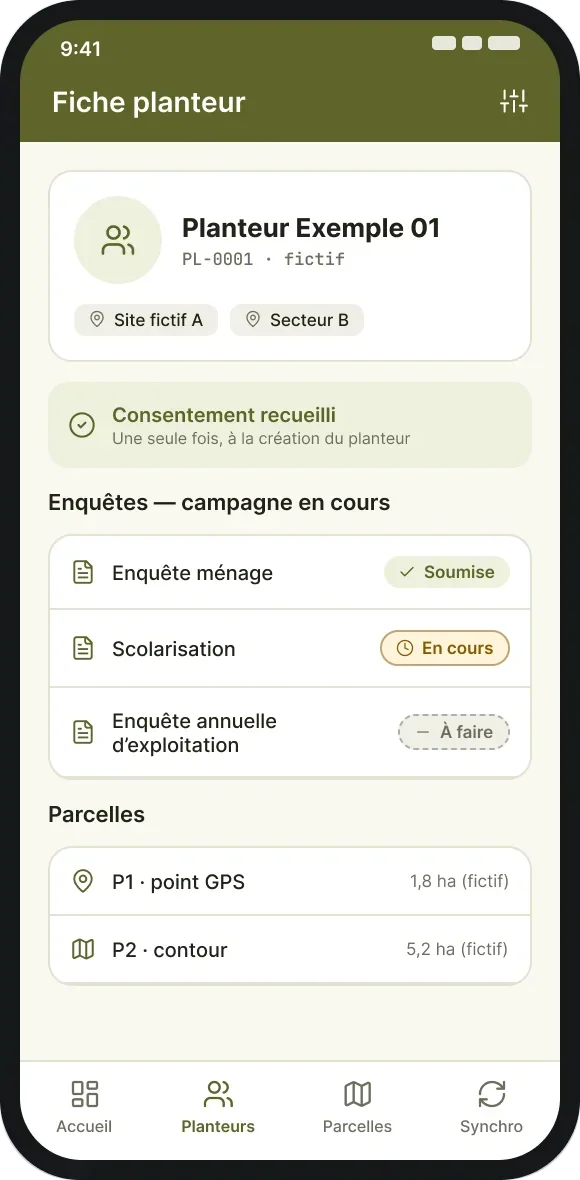 9:41
Fiche planteur
Planteur Exemple 01
PL-0001 · fictif
Site fictif A
Secteur B
Consentement recueilli
Une seule fois, à la création du planteur
Enquêtes — campagne en cours
Enquête ménage
Soumise
Scolarisation
En cours
Enquête annuelle
d’exploitation
À faire
Parcelles
P1 · point GPS
1,8 ha (fictif)
P2 · contour
5,2 ha (fictif)
Accueil
Planteurs
Parcelles
Synchro